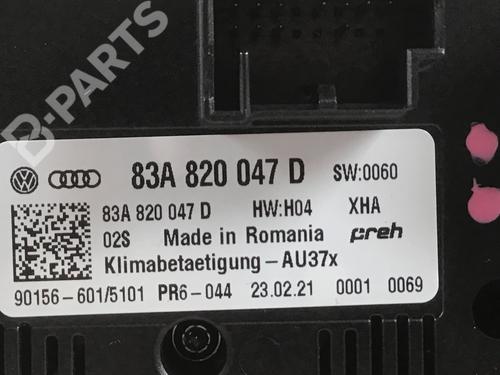 B-PARTS
83A 820 047 D SW:0060
83A 820 047 D HW:H04 XHA
02S Made in Romania preh
Klimabetaetigung-AU37x
90156-601/5101 PR6-044 23.02.21 0001 0069